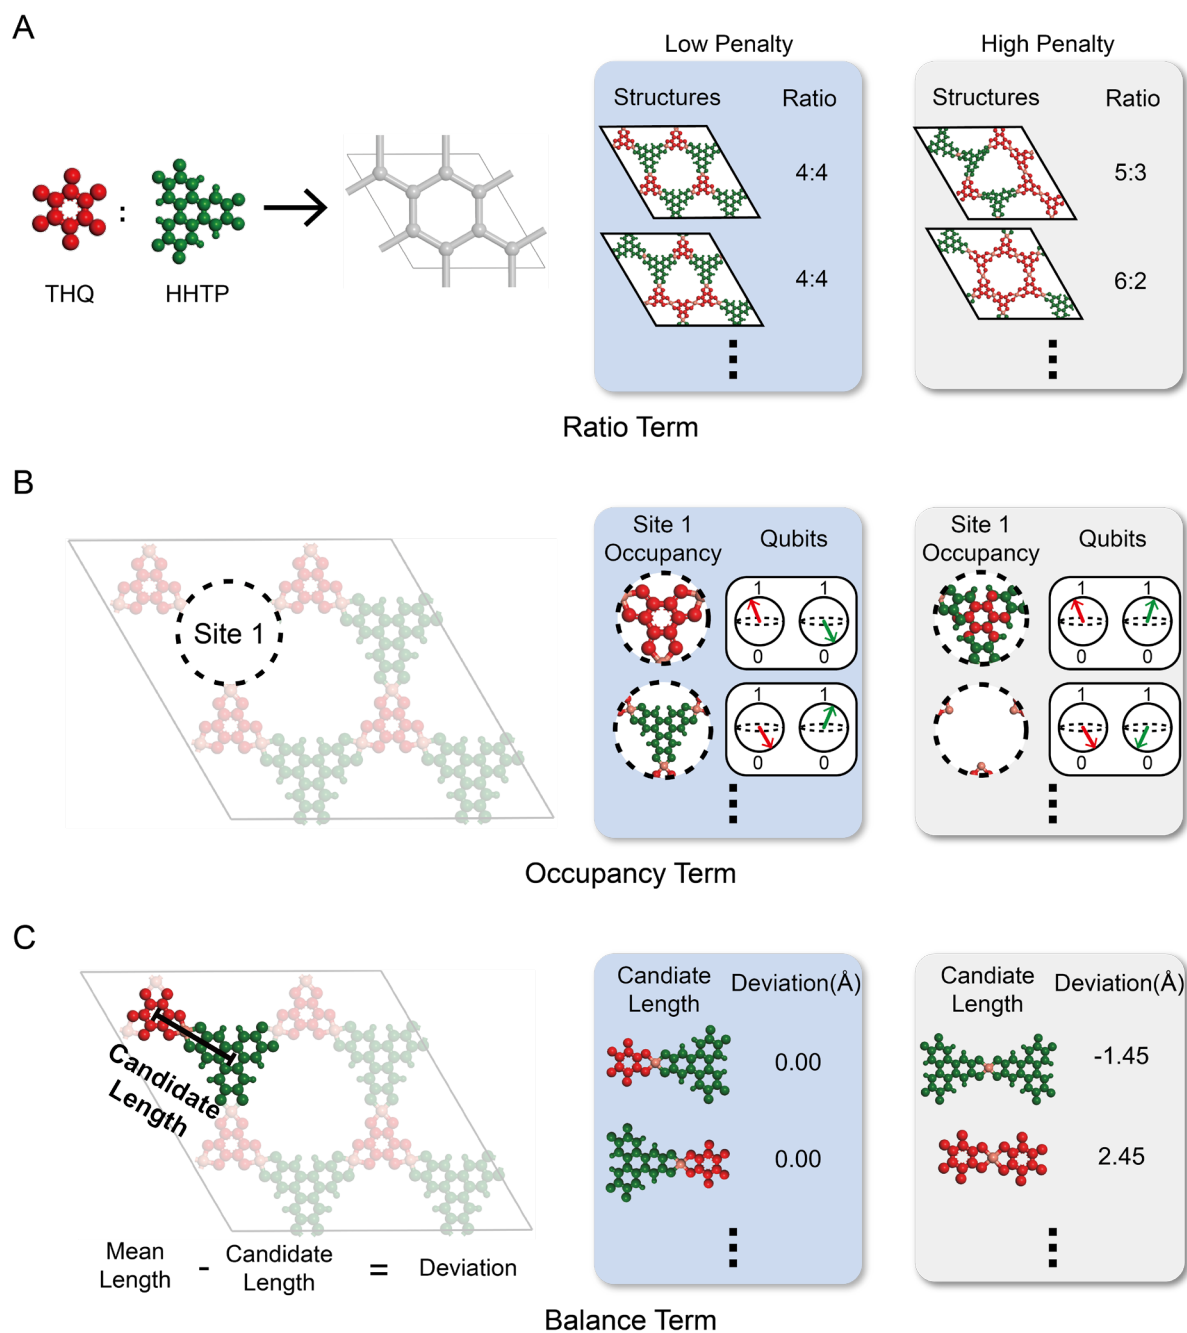 A
Low Penalty
High Penalty
Structures
Ratio
Structures
Ratio
THQ
:
HHTP
4:4
4:4
5:3
6:2
Ratio Term
B
Site 1
Site 1
Occupancy
Qubits
1
1
0
0
1
1
0
0
Site 1
Occupancy
Qubits
1
1
0
0
1
1
0
0
Occupancy Term
C
Candidate
Length
Mean
Length
-
Candidate
Length
=
Deviation
Candiate
Length
Deviation(Å)
0.00
0.00
Candiate
Length
Deviation(Å)
-1.45
2.45
Balance Term